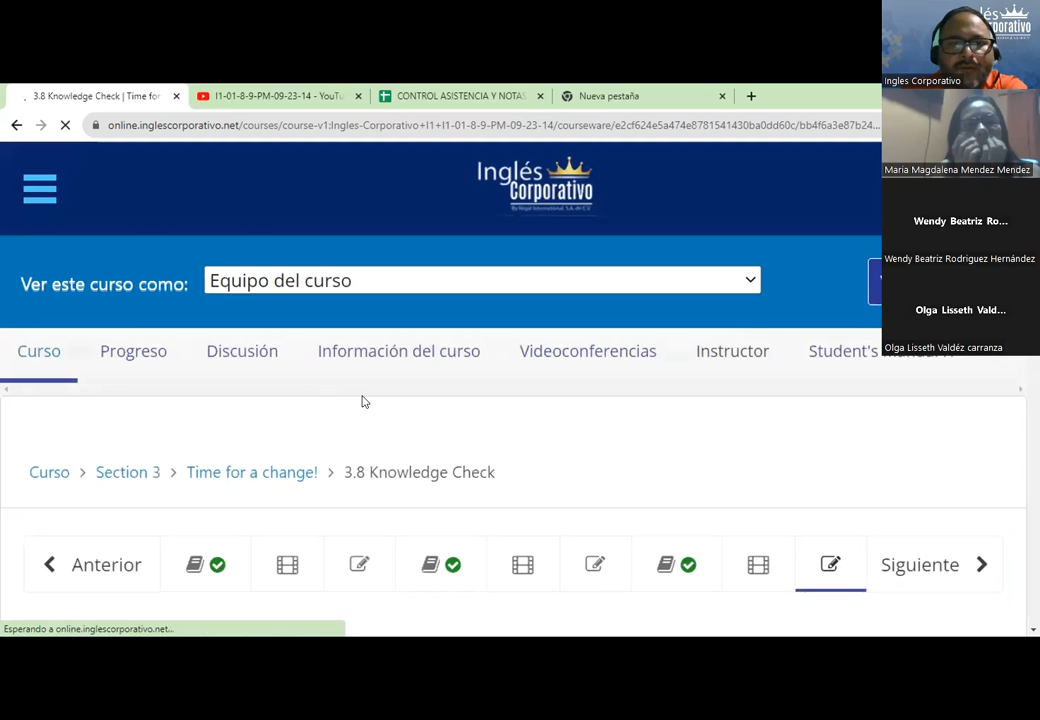 3.8 Knowledge Check | Time for
I1-01-8-9-PM-09-23-14 - YouTu
CONTROL ASISTENCIA Y NOTAS
Nueva pestaña
online.inglescorporativo.net/courses/course-v1:Ingles-Corporativo+I1+I1-01-8-9-PM-09-23-14/courseware/e2cf624e5a474e8781541430ba0dd60c/bb4f6a3e87b24...
Inglés
Corporativo
Ver este curso como:
Equipo del curso
Curso
Progreso
Discusión
Información del curso
Videoconferencias
Instructor
Student's
Curso > Section 3 > Time for a change! > 3.8 Knowledge Check
Anterior
Siguiente
Esperando a online.inglescorporativo.net...
Ingles Corporativo
Maria Magdalena Mendez Mendez
Wendy Beatriz Ro...
Wendy Beatriz Rodriguez Hernández
Olga Lisseth Vald...
Olga Lisseth Valdéz carranza